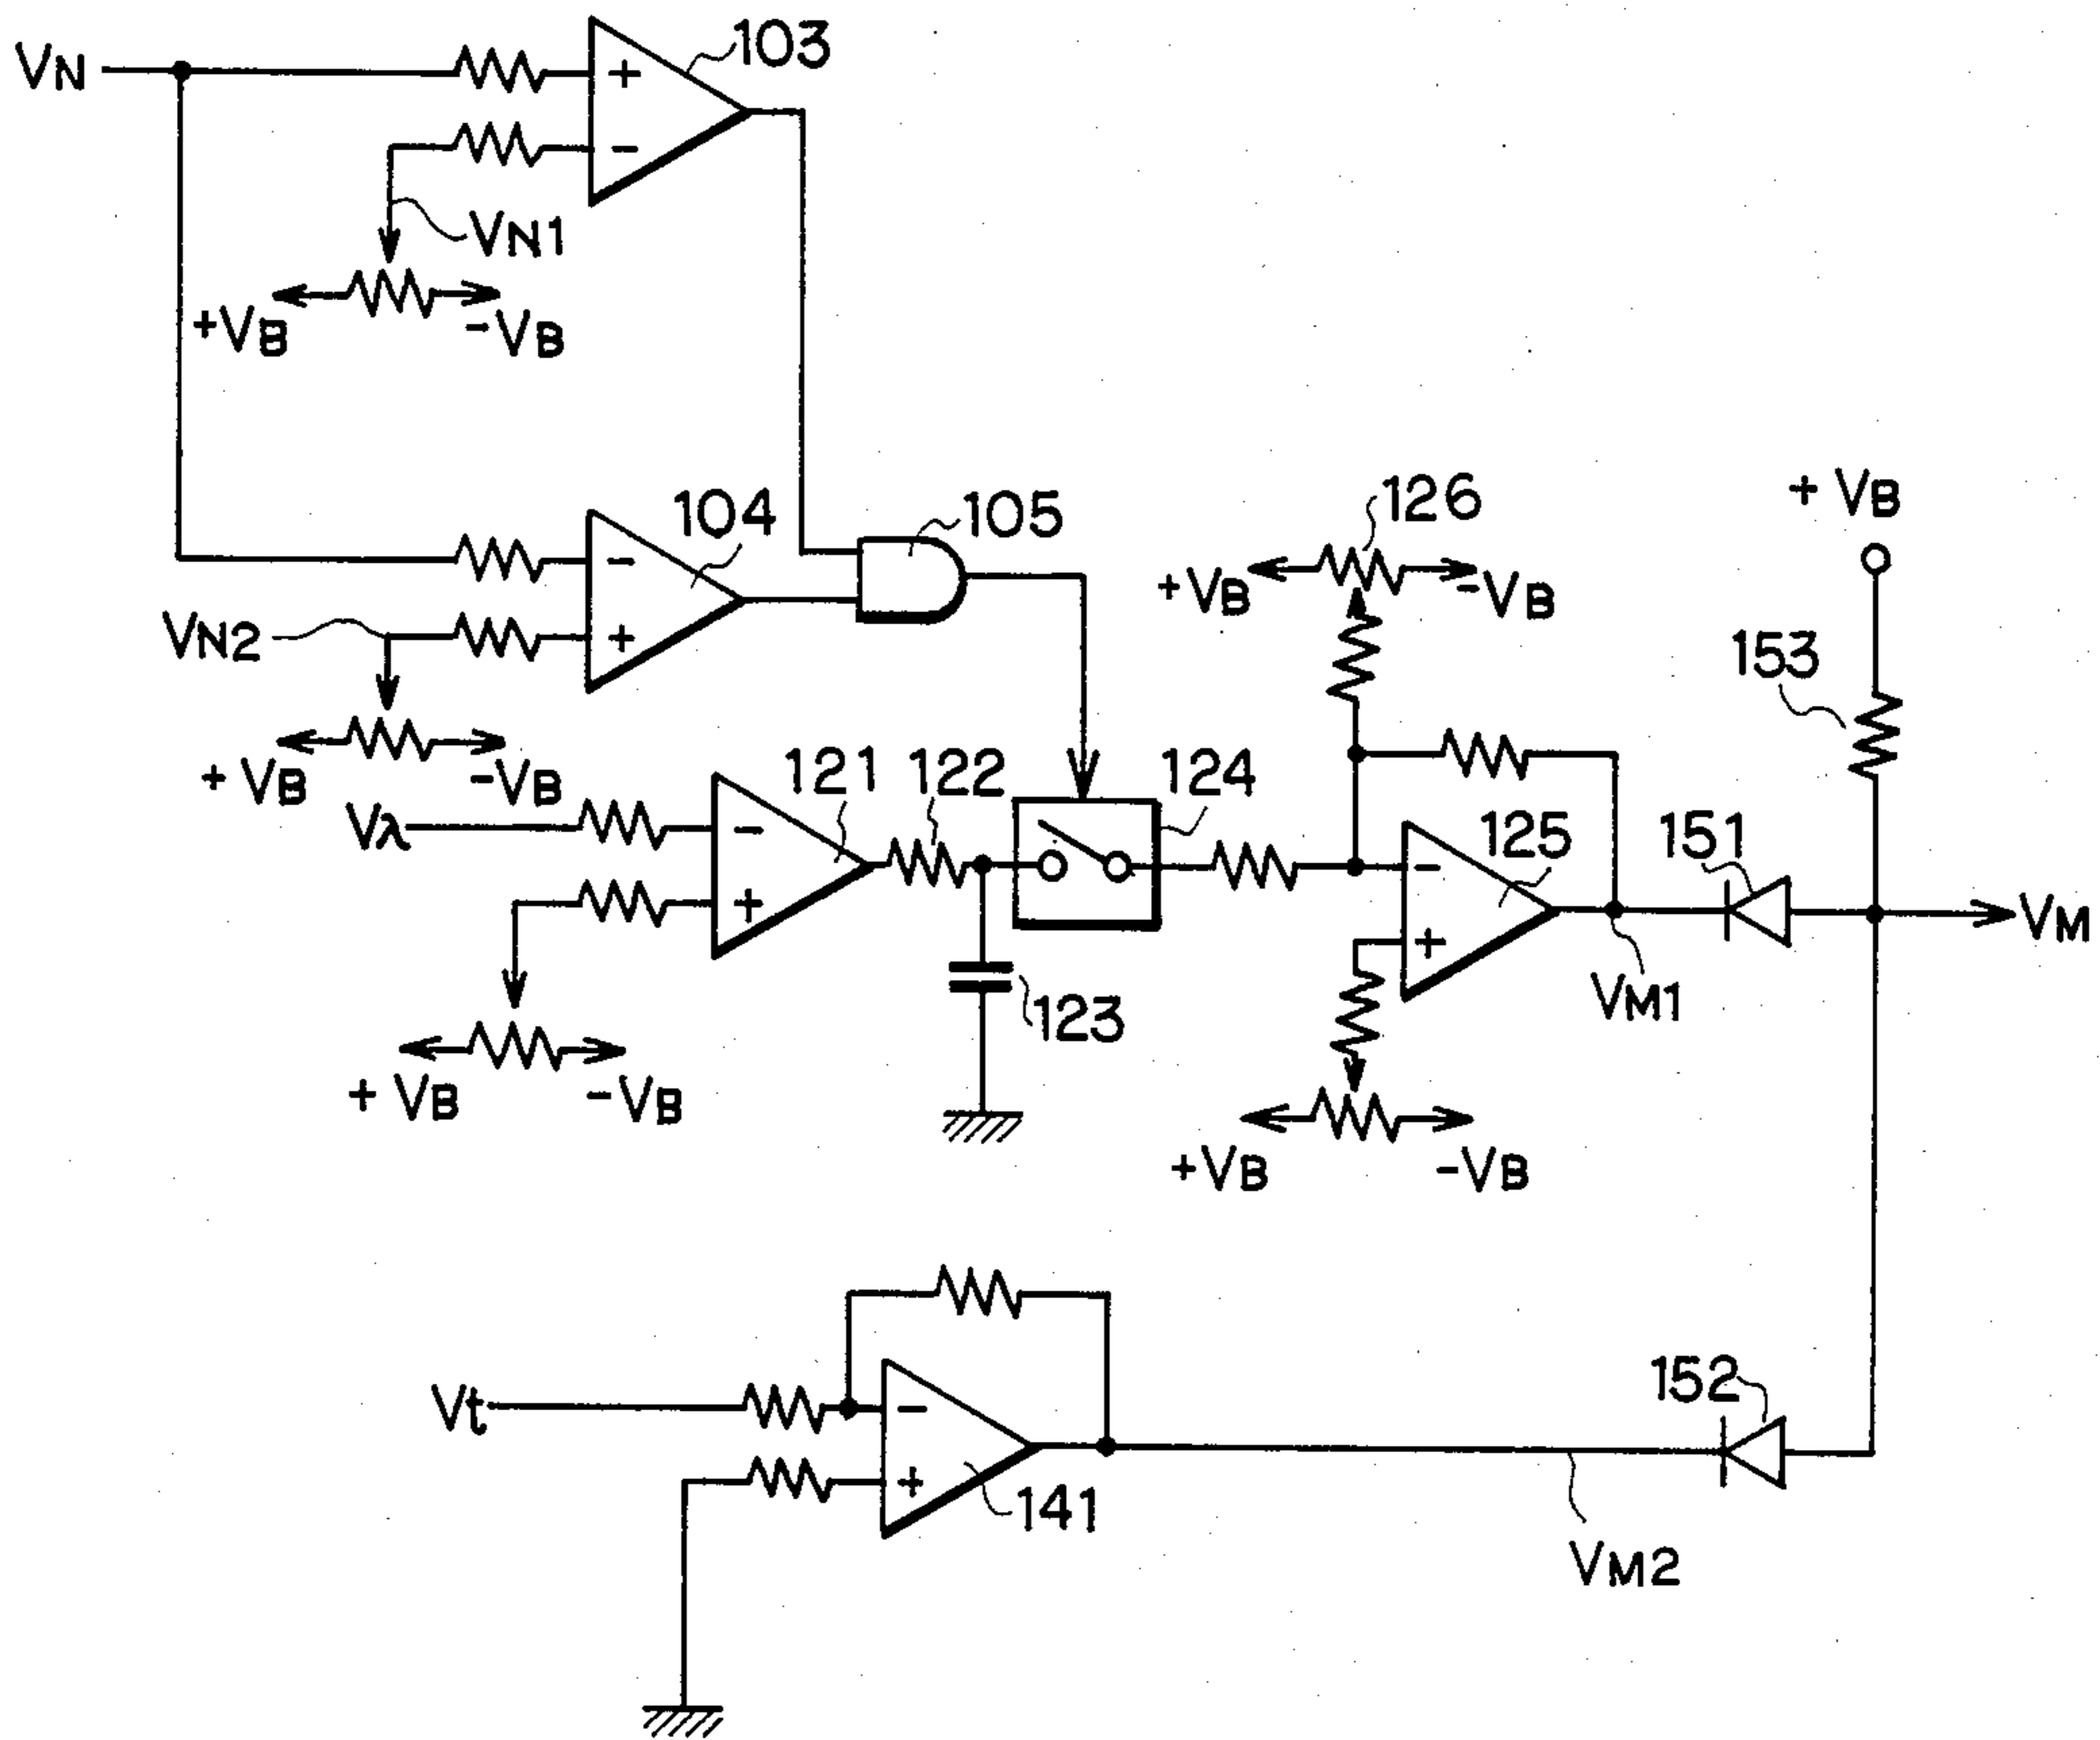 VN
103
+
-
VN1
+VB
-VB
104
105
-
+
VN2
+VB
-VB
126
+VB
-VB
+VB
153
Vλ
121
122
124
-
+
125
-
+
151
VM
VM1
123
+VB
-VB
+VB
-VB
Vt
-
+
141
152
VM2